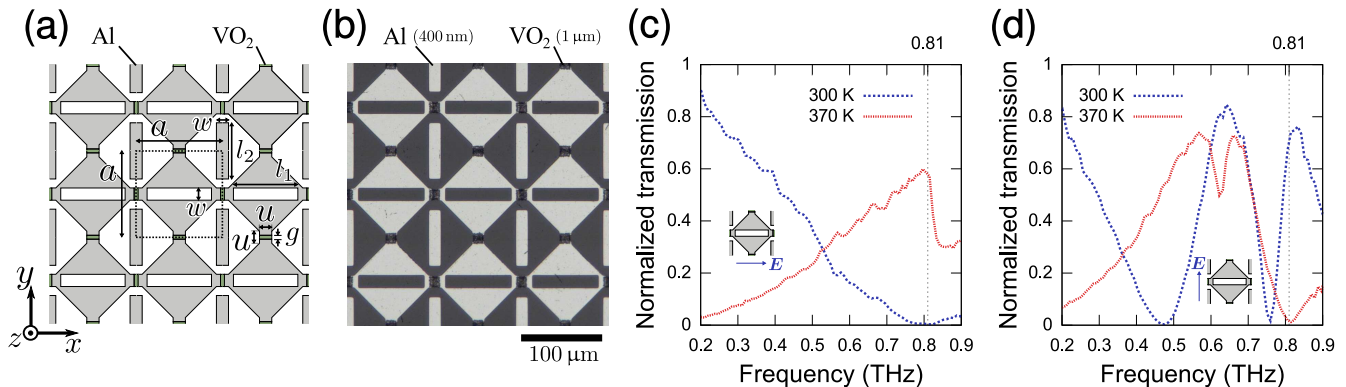 (a)
Al
VO₂
a
w
l₂
a
l₁
w
u
u
g
y
z
x
(b)
Al (400 nm)
VO₂ (1 μm)
100 μm
(c)
0.81
Normalized transmission
1
0.8
0.6
0.4
0.2
0
300 K
370 K
E
0.2 0.3 0.4 0.5 0.6 0.7 0.8 0.9
Frequency (THz)
(d)
0.81
Normalized transmission
1
0.8
0.6
0.4
0.2
0
300 K
370 K
E
0.2 0.3 0.4 0.5 0.6 0.7 0.8 0.9
Frequency (THz)